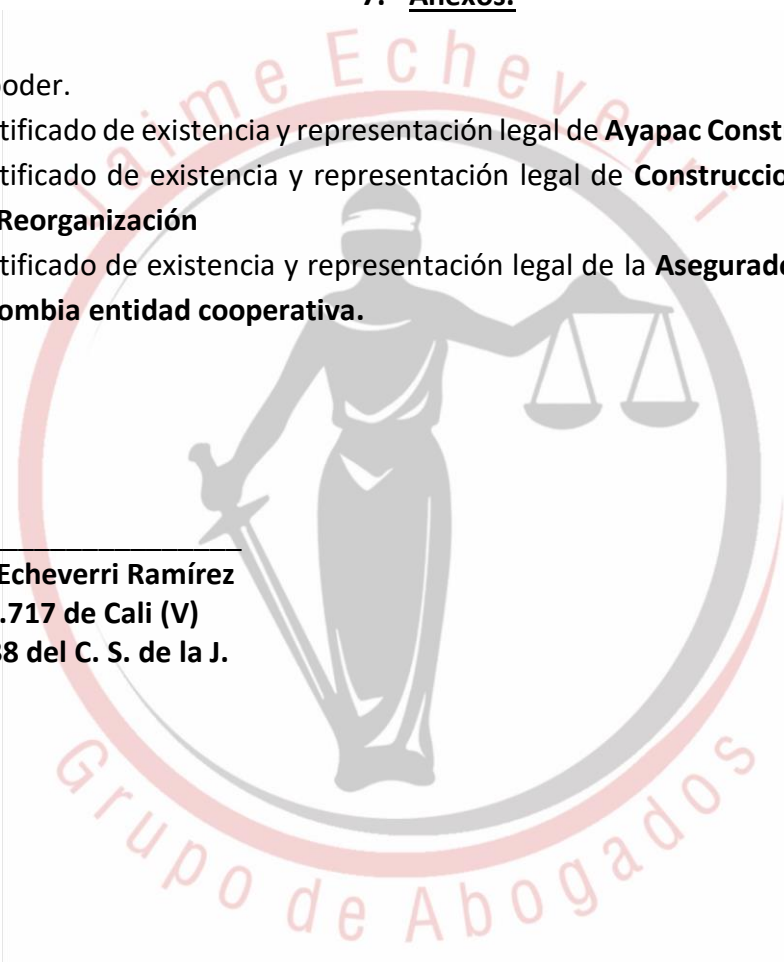 7. Anexos.
Jaime Echeverri
poder.
tificado de existencia y representación legal de Ayapac Const
tificado de existencia y representación legal de Construccio
Reorganización
tificado de existencia y representación legal de la Asegurad
ombia entidad cooperativa.
Echeverri Ramírez
.717 de Cali (V)
38 del C. S. de la J.
Grupo de Abogados